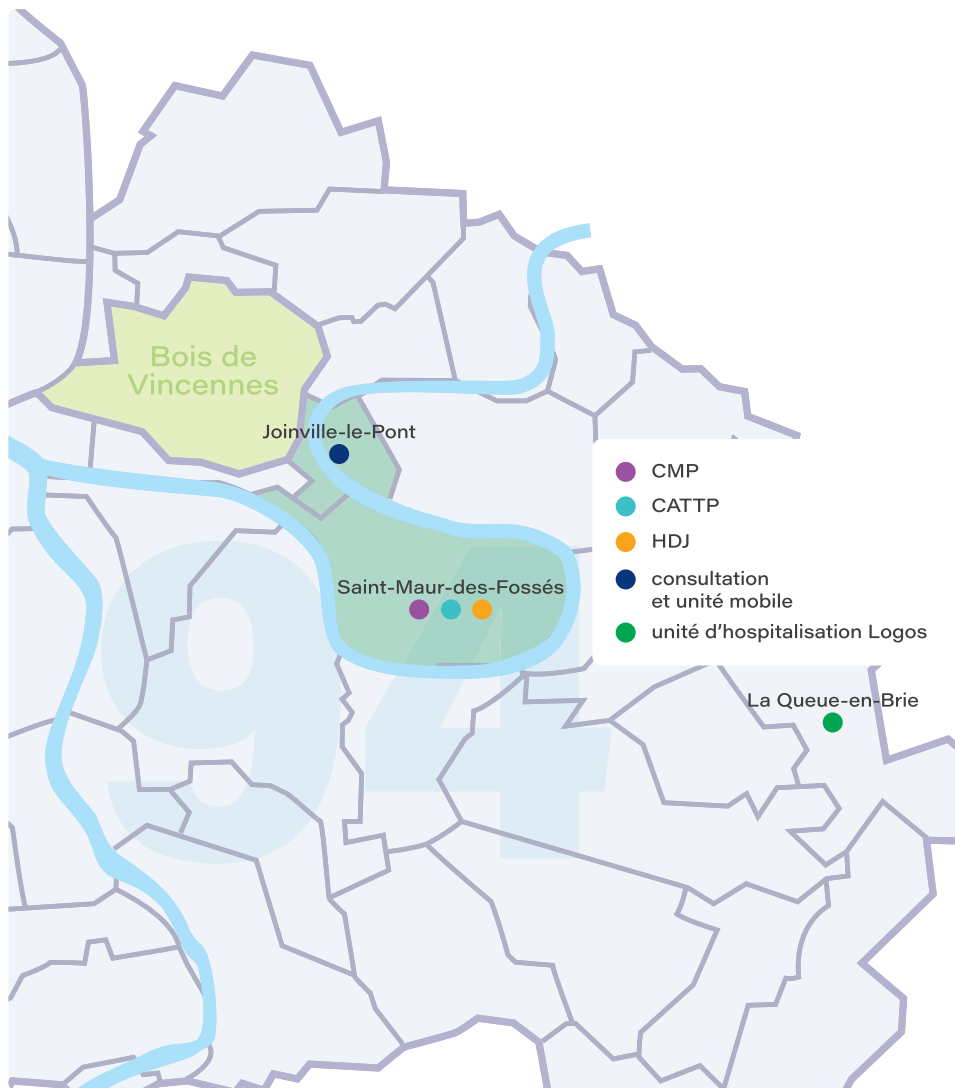 Bois de
Vincennes
Joinville-le-Pont
CMP
CATTP
HDJ
consultation
et unité mobile
unité d'hospitalisation Logos
Saint-Maur-des-Fossés
La Queue-en-Brie
94